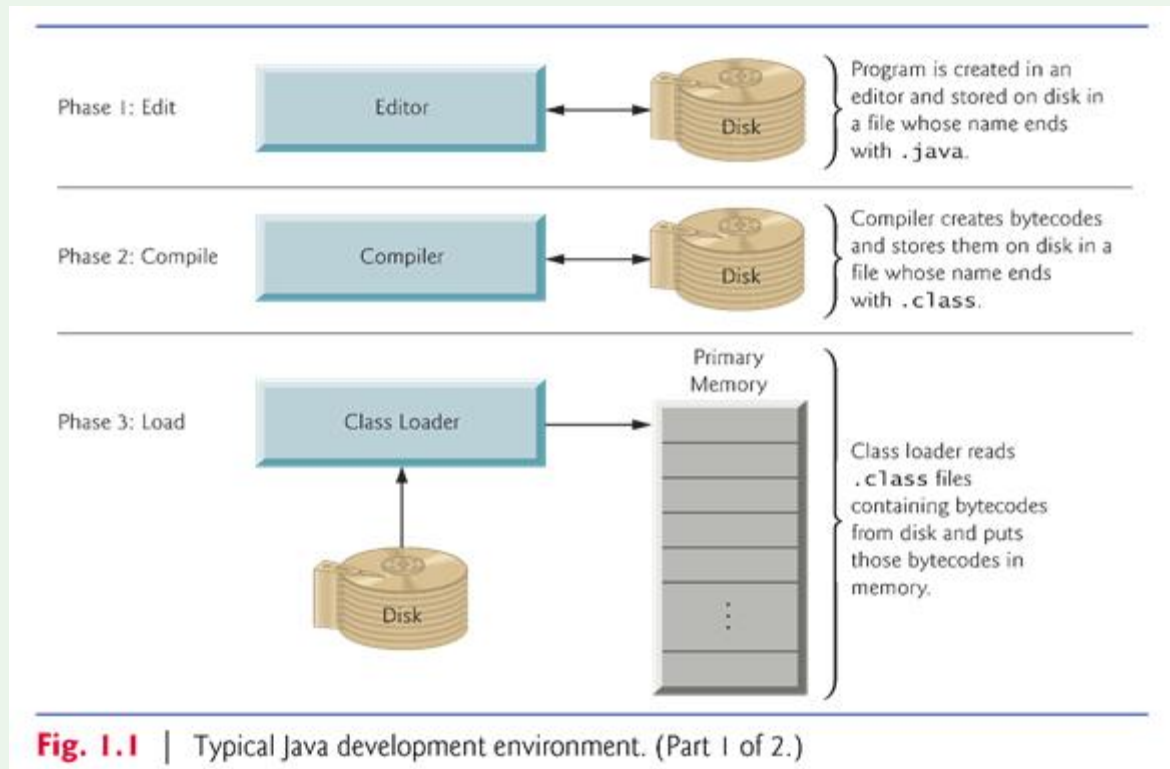 Phase 1: Edit
Editor
Disk
Program is created in an
editor and stored on disk in
a file whose name ends
with .java.
Phase 2: Compile
Compiler
Disk
Compiler creates bytecodes
and stores them on disk in a
file whose name ends
with .class.
Phase 3: Load
Class Loader
Disk
Primary
Memory
Class loader reads
.class files
containing bytecodes
from disk and puts
those bytecodes in
memory.
Fig. 1.1 | Typical Java development environment. (Part 1 of 2.)